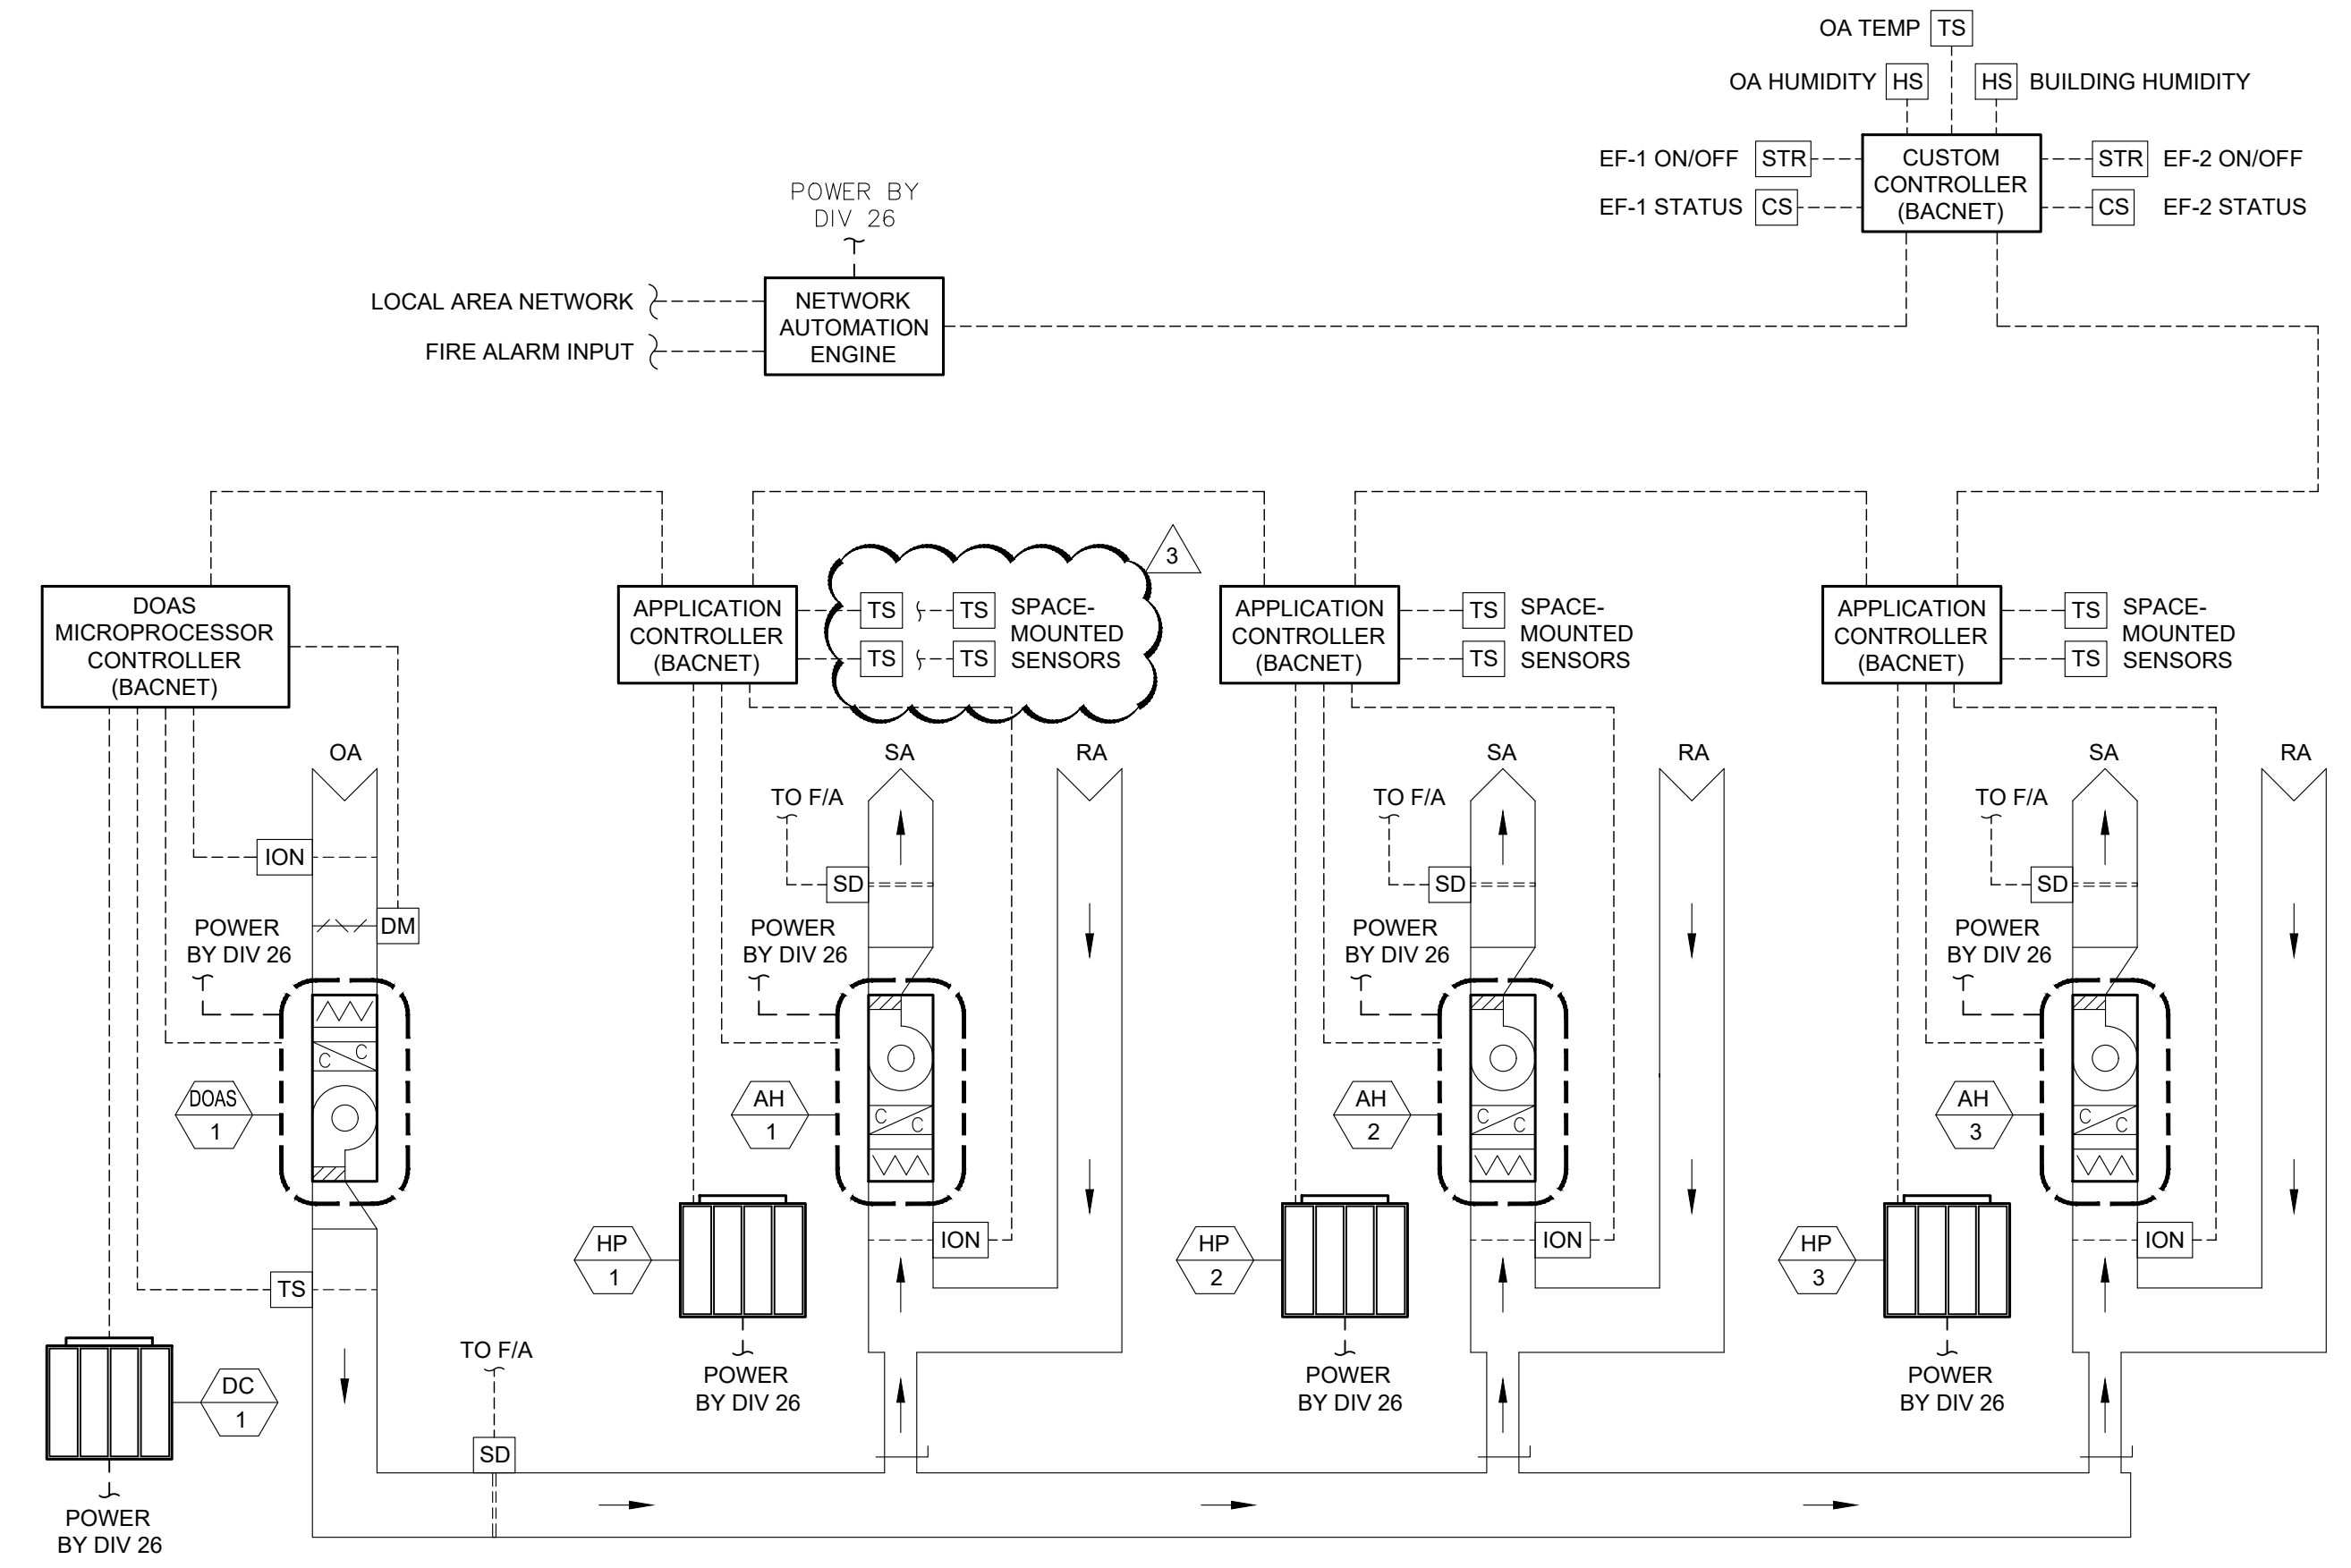 OA TEMP TS
OA HUMIDITY HS
HS BUILDING HUMIDITY
EF-1 ON/OFF STR
EF-1 STATUS CS
CUSTOM
CONTROLLER
(BACNET)
STR EF-2 ON/OFF
CS EF-2 STATUS
POWER BY
DIV 26
LOCAL AREA NETWORK
FIRE ALARM INPUT
NETWORK
AUTOMATION
ENGINE
3
DOAS
MICROPROCESSOR
CONTROLLER
(BACNET)
APPLICATION
CONTROLLER
(BACNET)
TS TS
TS TS
SPACE-
MOUNTED
SENSORS
APPLICATION
CONTROLLER
(BACNET)
TS
TS
SPACE-
MOUNTED
SENSORS
APPLICATION
CONTROLLER
(BACNET)
TS
TS
SPACE-
MOUNTED
SENSORS
OA
ION
DM
POWER
BY DIV 26
C C
DOAS
1
TS
DC
1
POWER
BY DIV 26
TO F/A
SD
SA
RA
TO F/A
SD
POWER
BY DIV 26
AH
1
C C
HP
1
ION
POWER
BY DIV 26
SA
RA
TO F/A
SD
POWER
BY DIV 26
AH
2
C C
HP
2
ION
POWER
BY DIV 26
SA
RA
TO F/A
SD
POWER
BY DIV 26
AH
3
C C
HP
3
ION
POWER
BY DIV 26